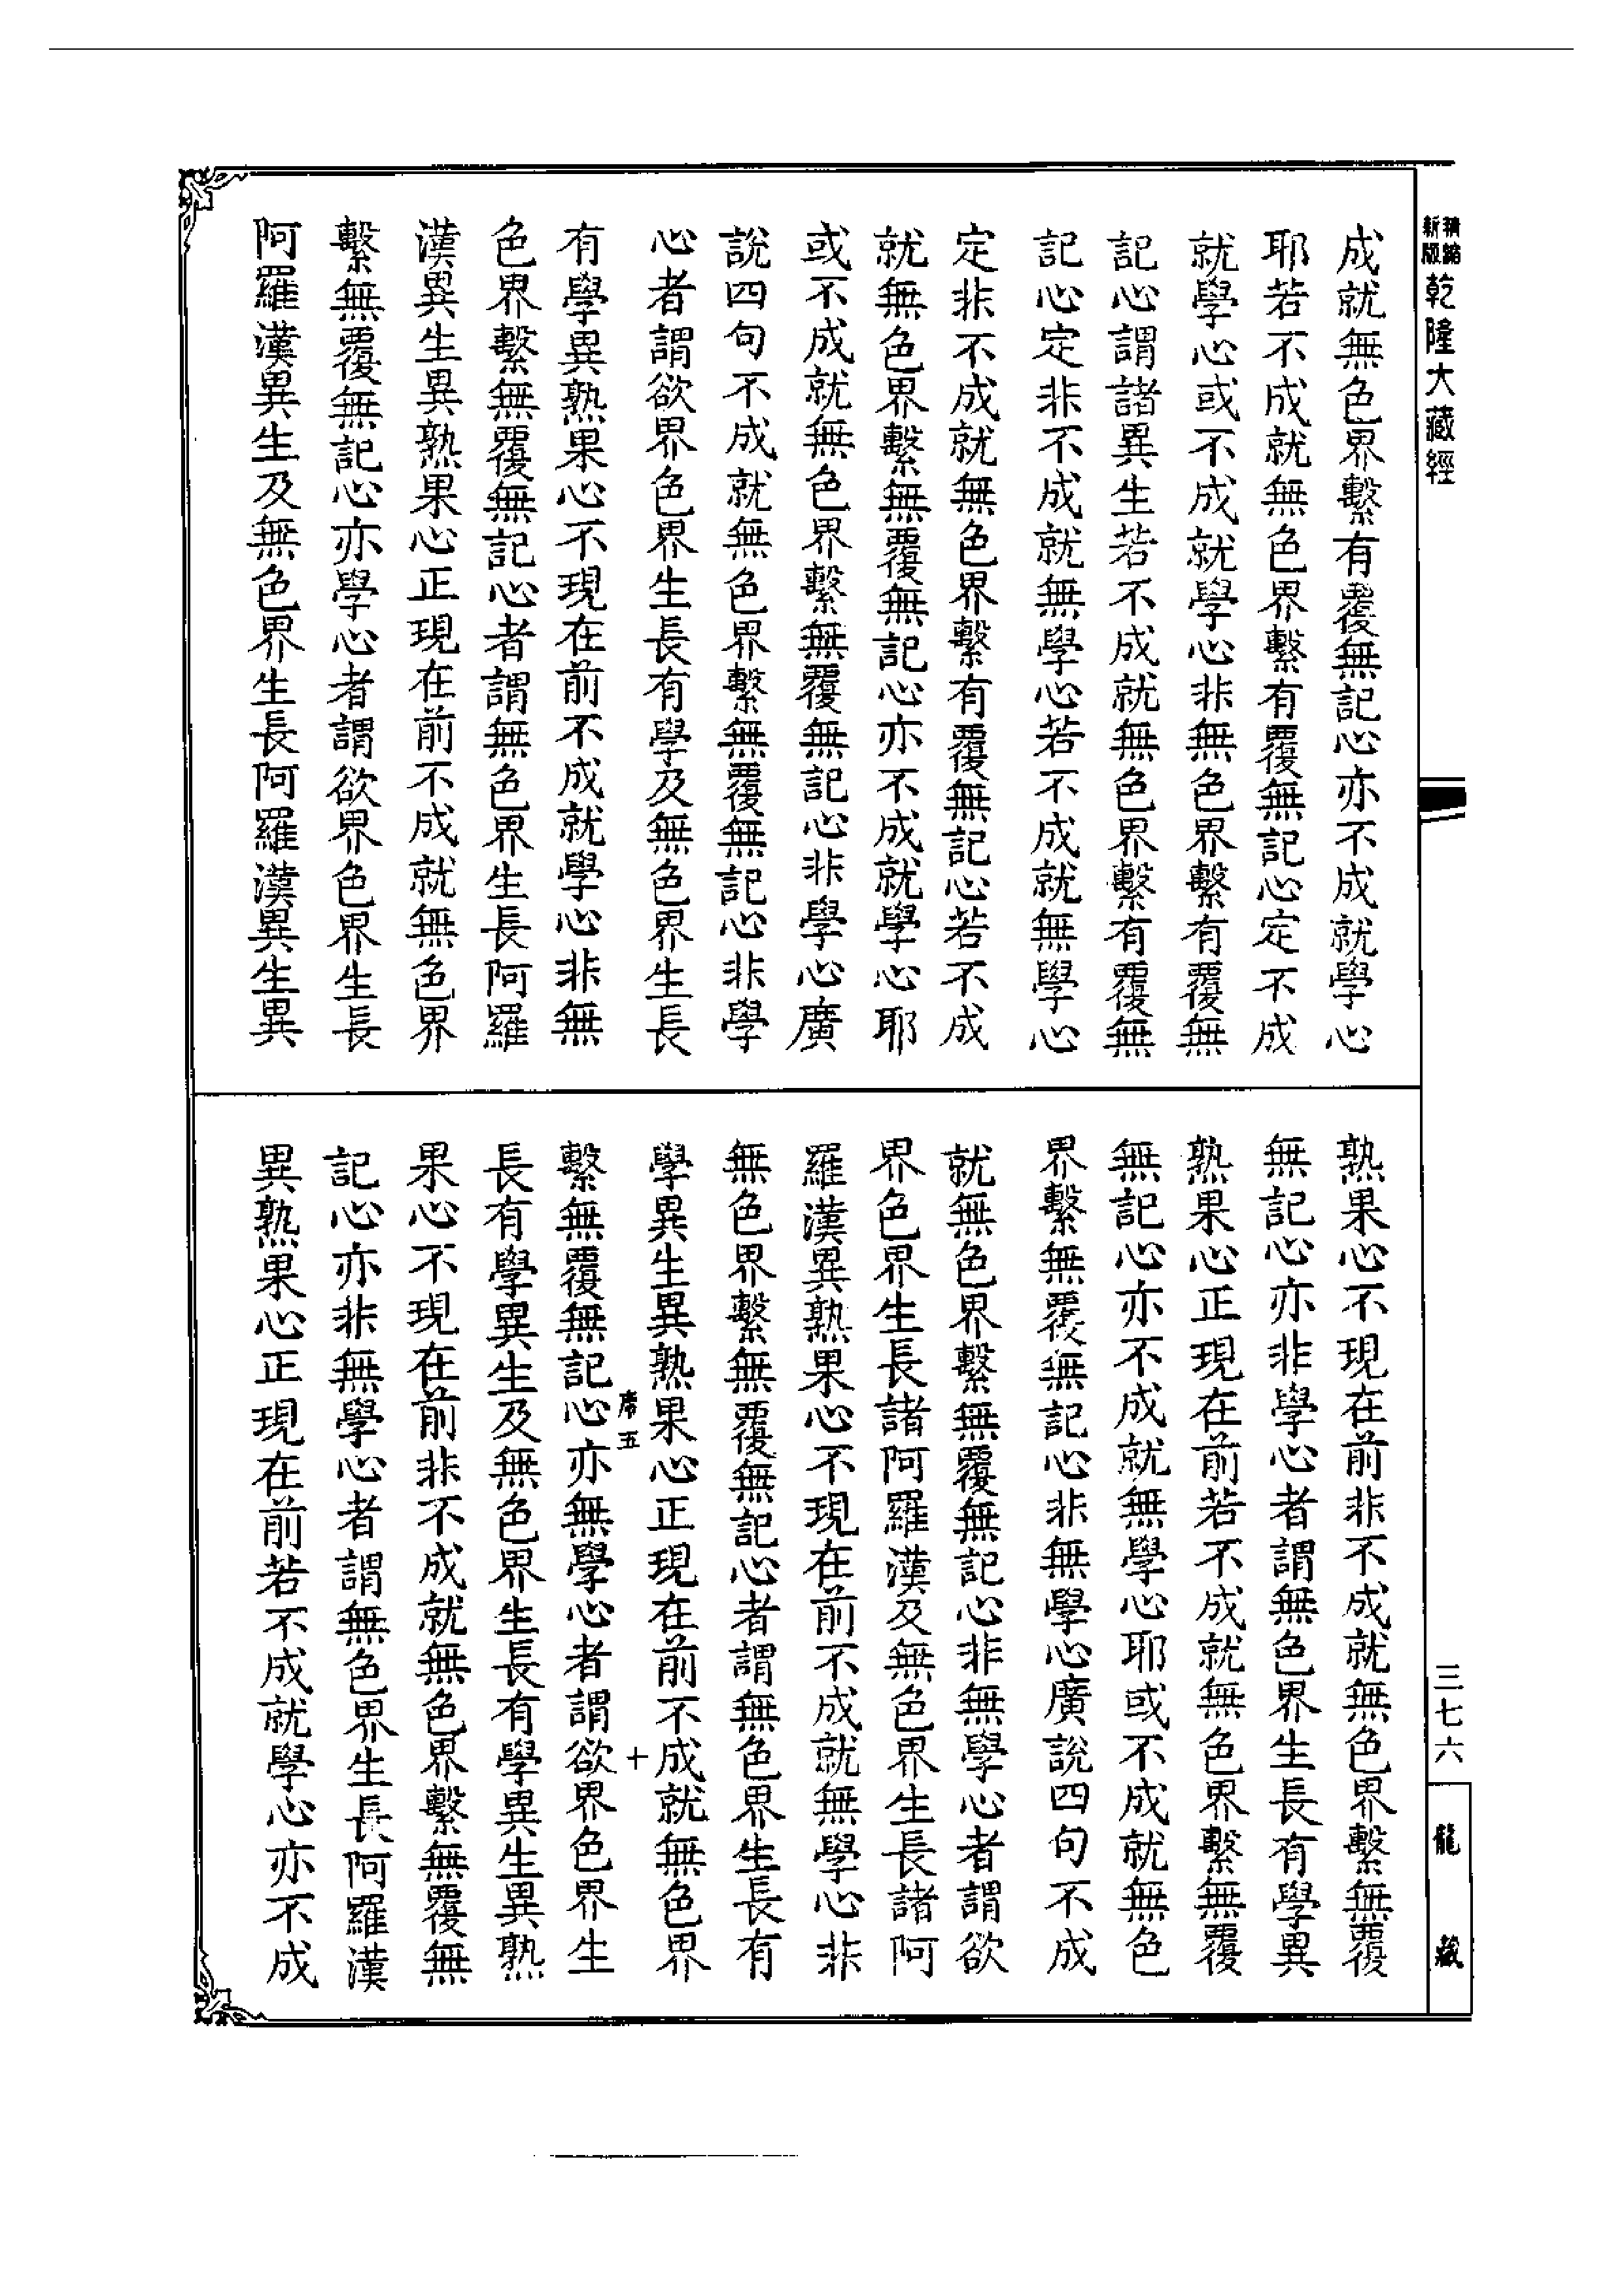 新版精縮乾隆大藏經
成就無色界繫有覆無記心亦不成就學心
耶若不成就無色界繫有覆無記心定不成
就學心或不成就學心非無色界繫有覆無
記心謂諸異生若不成就無色界繫有覆無
記心定非不成就無學心若不成就無學心
定非不成就無色界繫有覆無記心若不成
就無色界繫無覆無記心亦不成就學心耶
或不成就無色界繫無覆無記心非學心廣
說四句不成就無色界繫無覆無記心非學
心者謂欲界色界生長有學及無色界生長
有學異熟果心不現在前不成就學心非無
色界繫無覆無記心者謂無色界生長阿羅
漢異生異熟果心正現在前不成就無色界
繫無覆無記心亦學心者謂欲界色界生長
阿羅漢異生及無色界生長阿羅漢異生異
熟果心不現在前非不成就無色界繫無覆
無記心亦非學心者謂無色界生長有學異
熟果心正現在前若不成就無色界繫無覆
無記心亦不成就無學心耶或不成就無色
界繫無覆無記心非無學心廣說四句不成
就無色界繫無覆無記心非無學心者謂欲
界色界生長諸阿羅漢及無色界生長諸阿
羅漢異熟果心不現在前不成就無學心非
無色界繫無覆無記心者謂無色界生長有
學異生異熟果心正現在前不成就無色界
席五
十
繫無覆無記心亦無學心者謂欲界色界生
長有學異生及無色界生長有學異生異熟
果心不現在前非不成就無色界繫無覆無
記心亦非無學心者謂無色界生長阿羅漢
異熟果心正現在前若不成就學心亦不成
三七六
龍藏